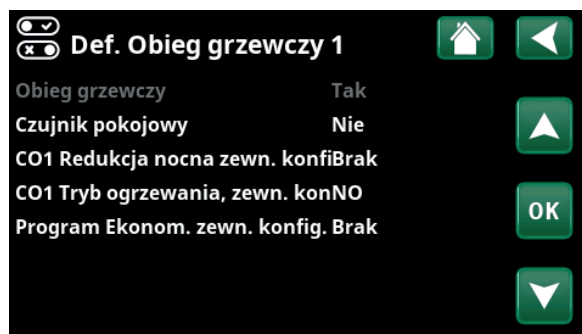 Def. Obieg grzewczy 1
Obieg grzewczy Tak
Czujnik pokojowy Nie
CO1 Redukcja nocna zewn. konfiBrak
CO1 Tryb ogrzewania, zewn. konNO
Program Ekonom. zewn. konfig. Brak
OK